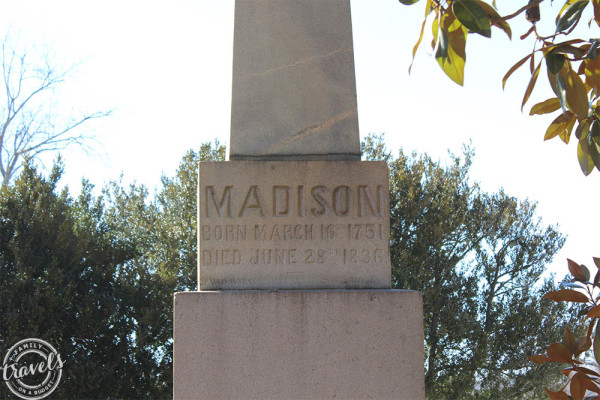 MADISON
BORN MARCH 16TH 1751
DIED JUNE 28TH 1836
FAMILY
travels
ON A BUDGET